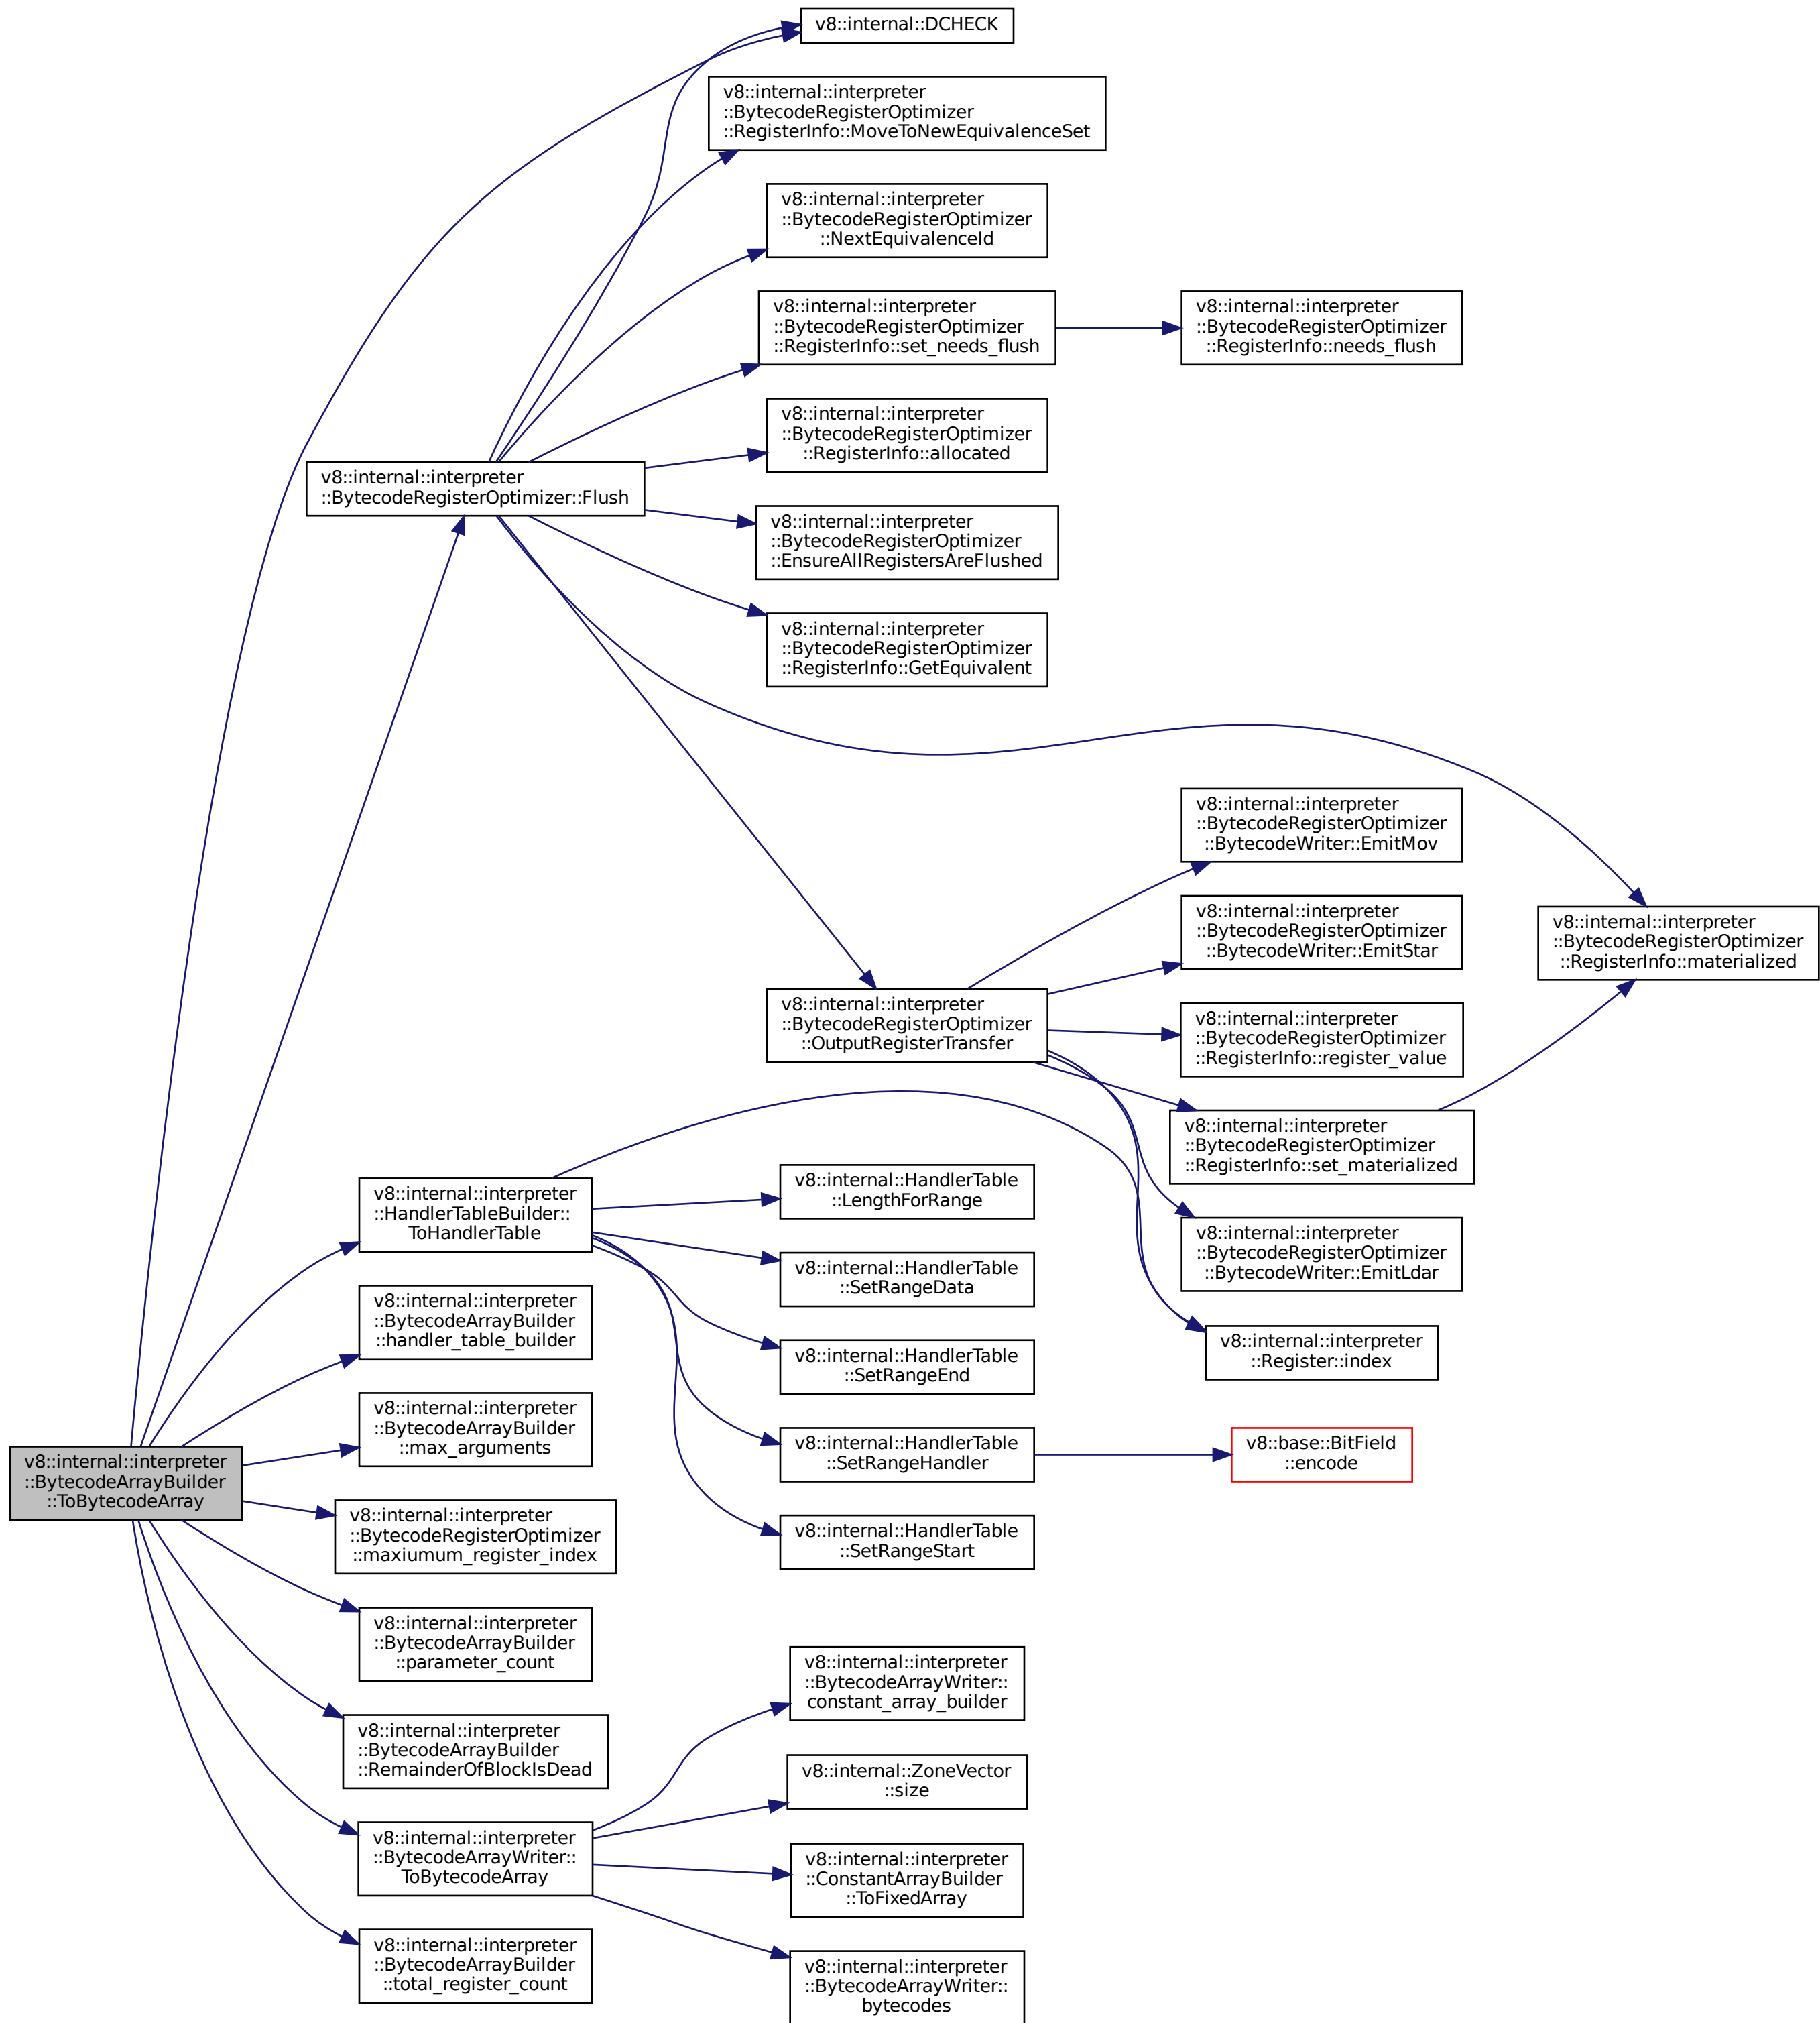 v8::internal::DCHECK
v8::internal::interpreter
::BytecodeRegisterOptimizer
::RegisterInfo::MoveToNewEquivalenceSet
v8::internal::interpreter
::BytecodeRegisterOptimizer
::NextEquivalenceId
v8::internal::interpreter
::BytecodeRegisterOptimizer
::RegisterInfo::set_needs_flush
v8::internal::interpreter
::BytecodeRegisterOptimizer
::RegisterInfo::needs_flush
v8::internal::interpreter
::BytecodeRegisterOptimizer
::RegisterInfo::allocated
v8::internal::interpreter
::BytecodeRegisterOptimizer::Flush
v8::internal::interpreter
::BytecodeRegisterOptimizer
::EnsureAllRegistersAreFlushed
v8::internal::interpreter
::BytecodeRegisterOptimizer
::RegisterInfo::GetEquivalent
v8::internal::interpreter
::BytecodeRegisterOptimizer
::BytecodeWriter::EmitMov
v8::internal::interpreter
::BytecodeRegisterOptimizer
::BytecodeWriter::EmitStar
v8::internal::interpreter
::BytecodeRegisterOptimizer
::RegisterInfo::materialized
v8::internal::interpreter
::BytecodeRegisterOptimizer
::OutputRegisterTransfer
v8::internal::interpreter
::BytecodeRegisterOptimizer
::RegisterInfo::register_value
v8::internal::interpreter
::BytecodeRegisterOptimizer
::RegisterInfo::set_materialized
v8::internal::interpreter
::HandlerTableBuilder::
ToHandlerTable
v8::internal::HandlerTable
::LengthForRange
v8::internal::interpreter
::BytecodeRegisterOptimizer
::BytecodeWriter::EmitLdar
v8::internal::HandlerTable
::SetRangeData
v8::internal::interpreter
::BytecodeArrayBuilder
::handler_table_builder
v8::internal::HandlerTable
::SetRangeEnd
v8::internal::interpreter
::Register::index
v8::internal::interpreter
::BytecodeArrayBuilder
::max_arguments
v8::internal::HandlerTable
::SetRangeHandler
v8::base::BitField
::encode
v8::internal::interpreter
::BytecodeArrayBuilder
::ToBytecodeArray
v8::internal::interpreter
::BytecodeRegisterOptimizer
::maxiumum_register_index
v8::internal::HandlerTable
::SetRangeStart
v8::internal::interpreter
::BytecodeArrayBuilder
::parameter_count
v8::internal::interpreter
::BytecodeArrayWriter::
constant_array_builder
v8::internal::interpreter
::BytecodeArrayBuilder
::RemainderOfBlockIsDead
v8::internal::ZoneVector
::size
v8::internal::interpreter
::BytecodeArrayWriter::
ToBytecodeArray
v8::internal::interpreter
::ConstantArrayBuilder
::ToFixedArray
v8::internal::interpreter
::BytecodeArrayBuilder
::total_register_count
v8::internal::interpreter
::BytecodeArrayWriter::
bytecodes